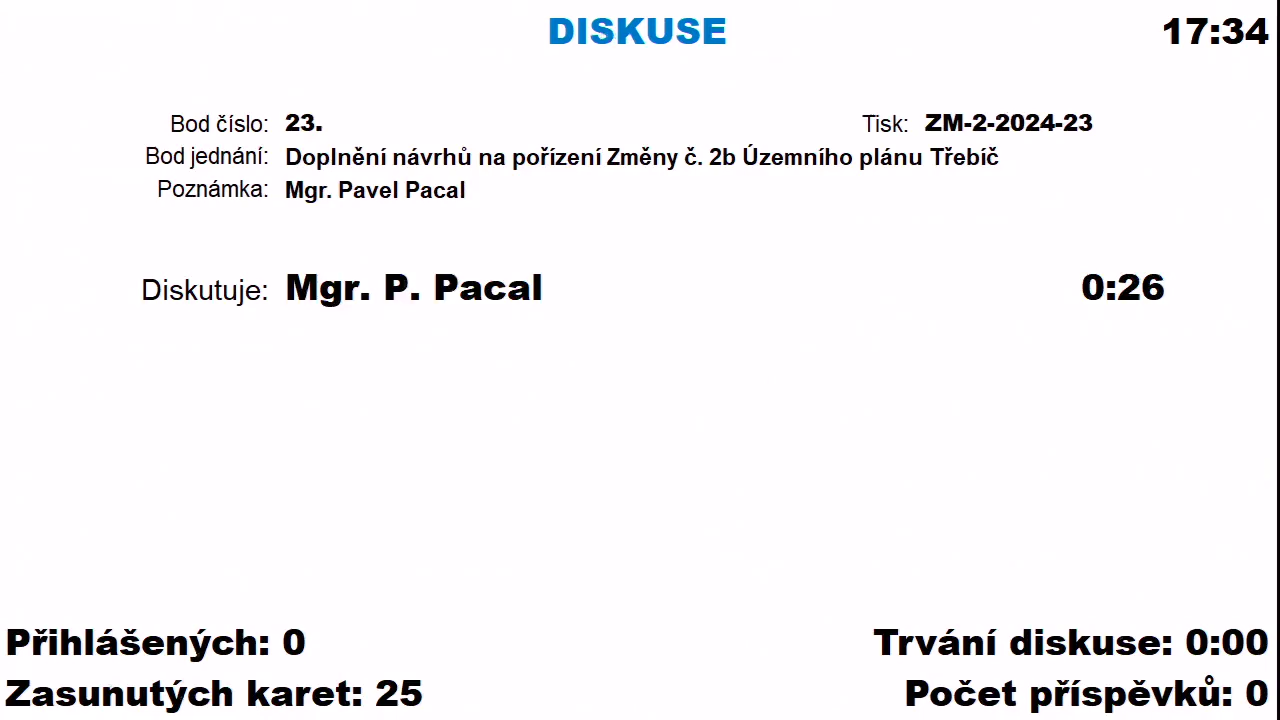 DISKUSE 17:34
Bod číslo: 23. Tisk: ZM-2-2024-23
Bod jednání: Doplnění návrhů na pořízení Změny č. 2b Územního plánu Třebíč
Poznámka: Mgr. Pavel Pacal
Diskutuje: Mgr. P. Pacal 0:26
Přihlášených: 0 Trvání diskuse: 0:00
Zasunutých karet: 25 Počet příspěvků: 0